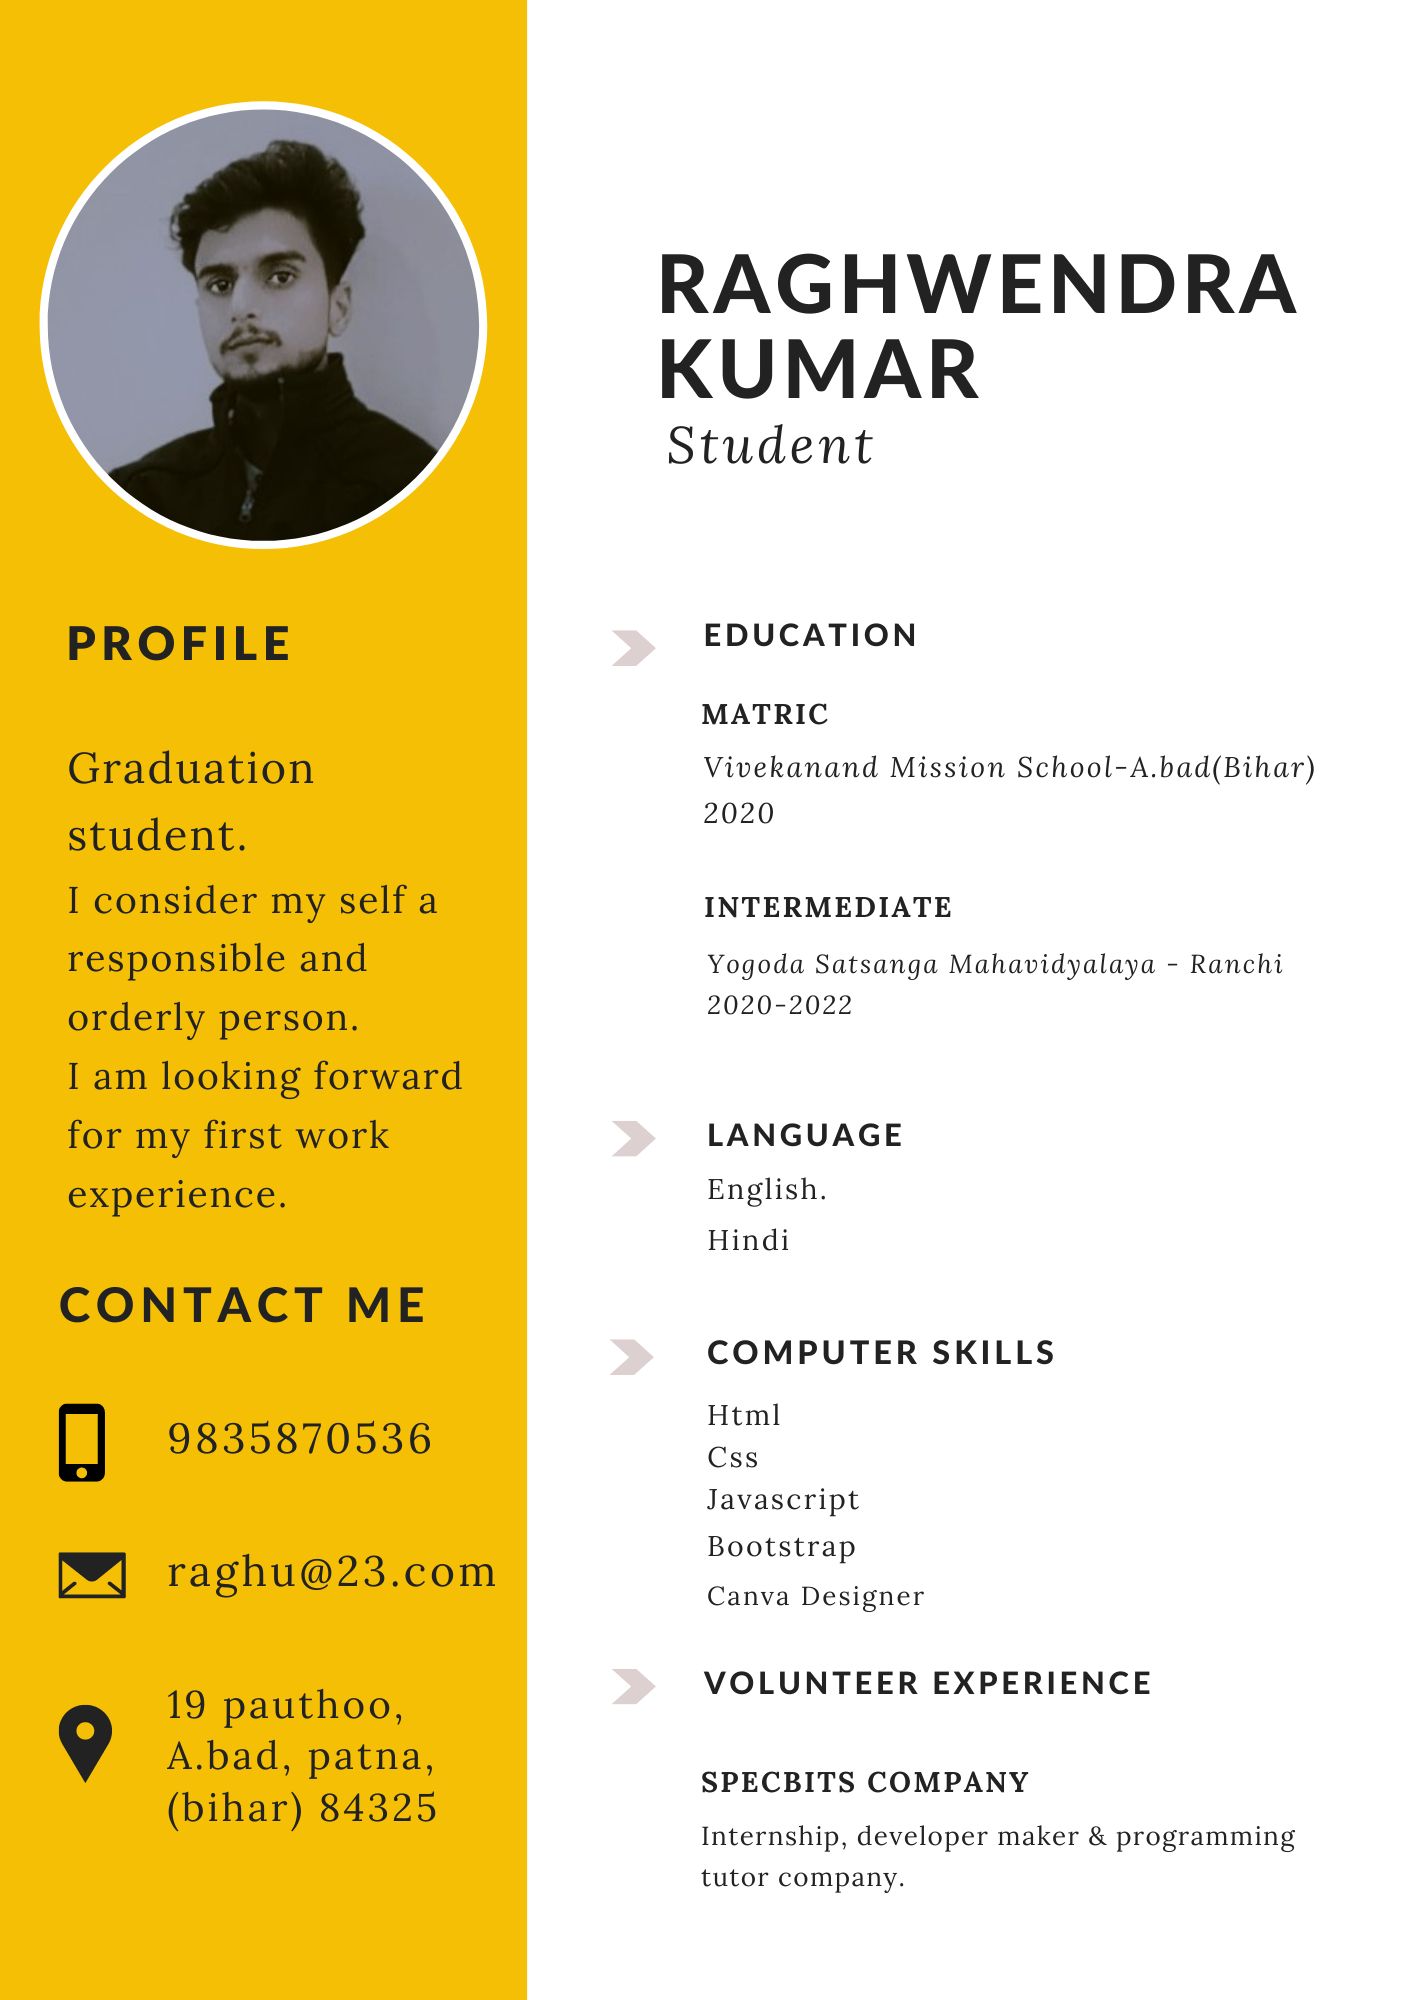 RAGHWENDRA
KUMAR
Student
PROFILE
Graduation
student.
I consider my self a
responsible and
orderly person.
I am looking forward
for my first work
experience.
CONTACT ME
9835870536
raghu@23.com
19 pauthoo,
A.bad, patna,
(bihar) 84325
EDUCATION
MATRIC
Vivekanand Mission School-A.bad(Bihar)
2020
INTERMEDIATE
Yogoda Satsanga Mahavidyalaya - Ranchi
2020-2022
LANGUAGE
English.
Hindi
COMPUTER SKILLS
Html
Css
Javascript
Bootstrap
Canva Designer
VOLUNTEER EXPERIENCE
SPECBITS COMPANY
Internship, developer maker & programming
tutor company.